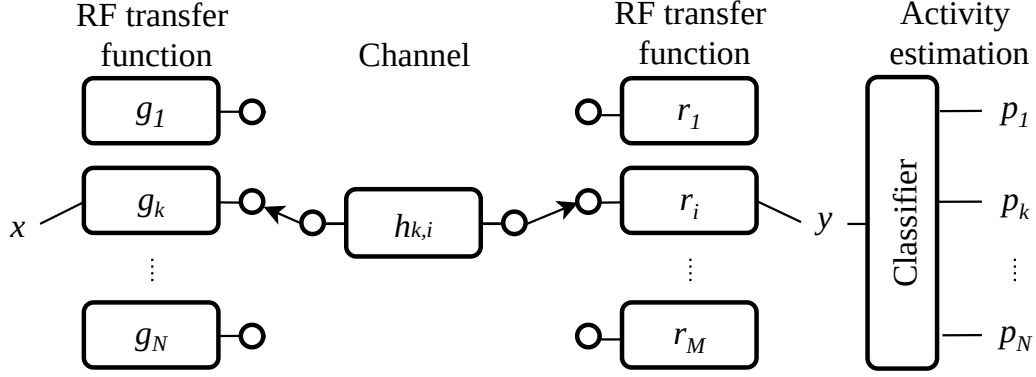 RF transfer
function
Channel
RF transfer
function
Activity
estimation
g1
gk
gN
x
hk,i
r1
ri
rM
y
Classifier
p1
pk
pN